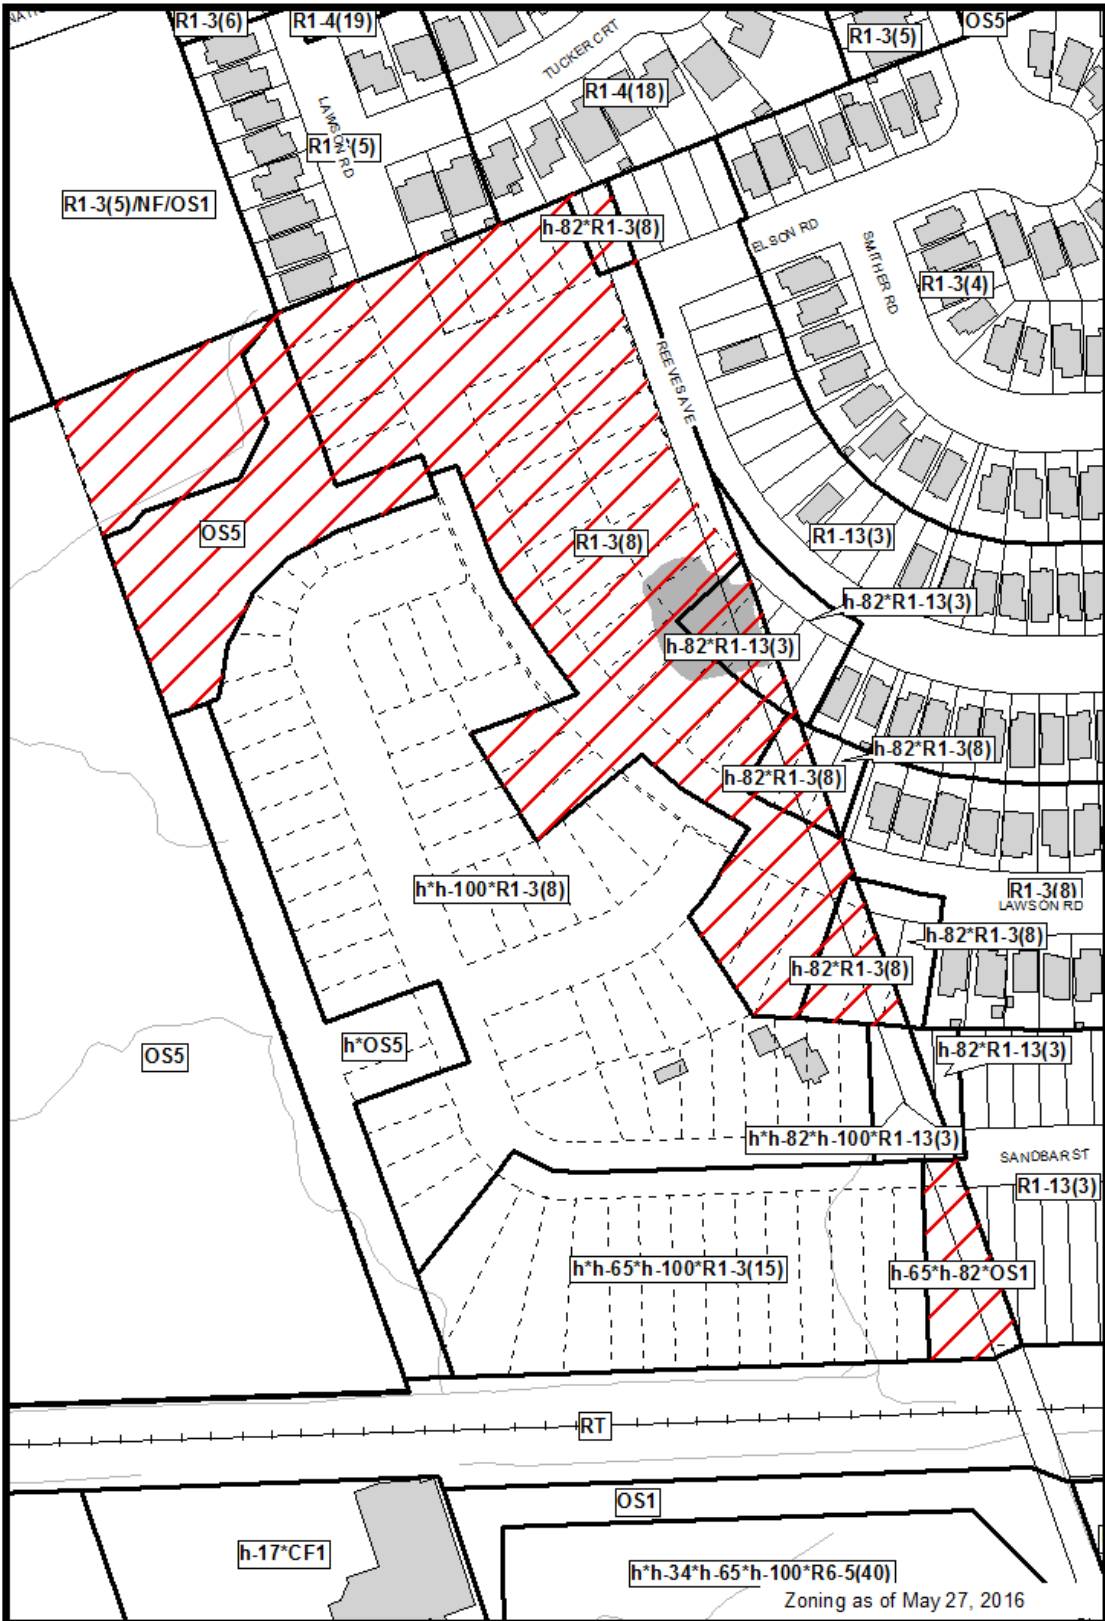 R1-3(6)
R1-4(19)
OS5
R1-3(5)
TUCKER CRT
R1-4(18)
LAWSON RD
R1-3(5)/NF/OS1
h-82*R1-3(8)
ELSON RD
SMITHER RD
R1-3(4)
REEVES AVE
OS5
R1-3(8)
R1-13(3)
h-82*R1-13(3)
h-82*R1-13(3)
h-82*R1-3(8)
h-82*R1-3(8)
h*h-100*R1-3(8)
R1-3(8)
LAWSON RD
h-82*R1-3(8)
h-82*R1-3(8)
OS5
h*OS5
h-82*R1-13(3)
h*h-82*h-100*R1-13(3)
SANDBAR ST
R1-13(3)
h*h-65*h-100*R1-3(15)
h-65*h-82*OS1
RT
OS1
h-17*CF1
h*h-34*h-65*h-100*R6-5(40)
Zoning as of May 27, 2016